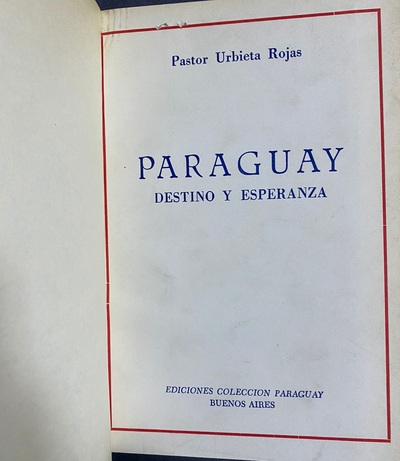 Pastor Urbieta Rojas
PARAGUAY
DESTINO Y ESPERANZA
EDICIONES COLECCION PARAGUAY
BUENOS AIRES